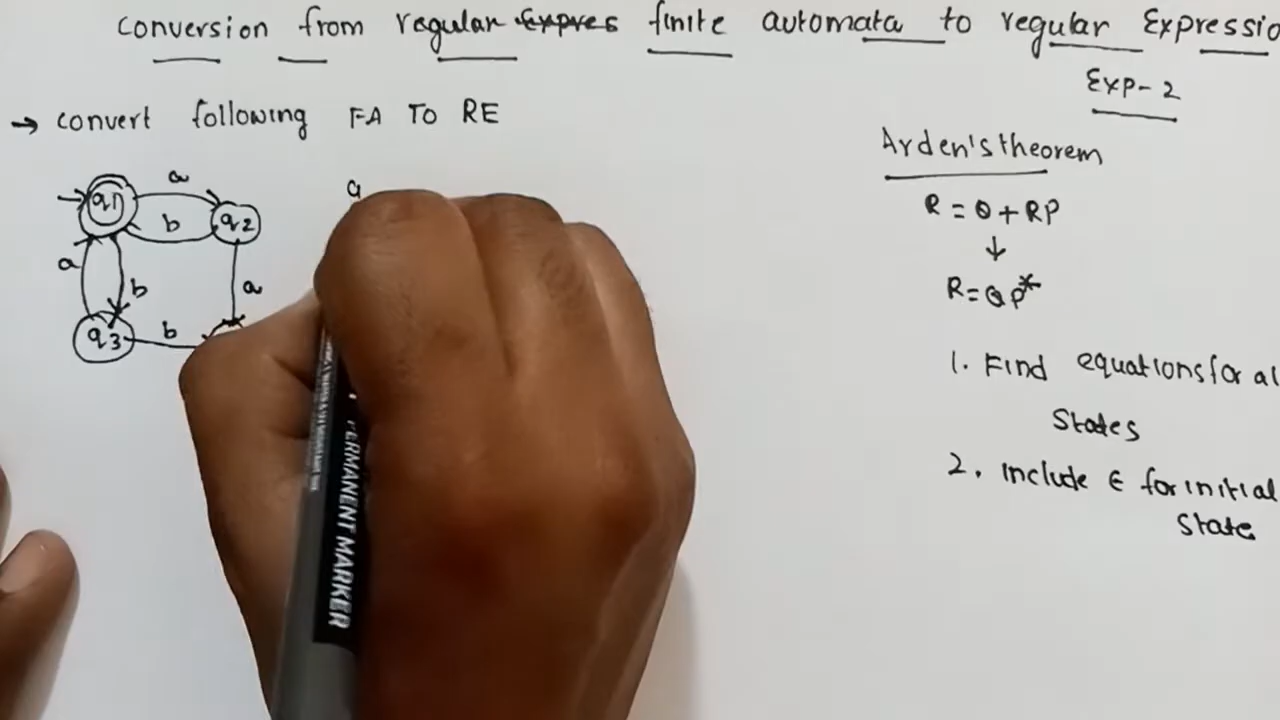 conversion from regular expres finite automata to regular Expressio
Exp-2
→ convert following FA TO RE
Arden's theorem
R = Q + RP
↓
R = QP*
1. Find equations for al
States
2. include ε for initial
State
a
q1
b
q2
a
b
a
q3
b
q
PERMANENT MARKER